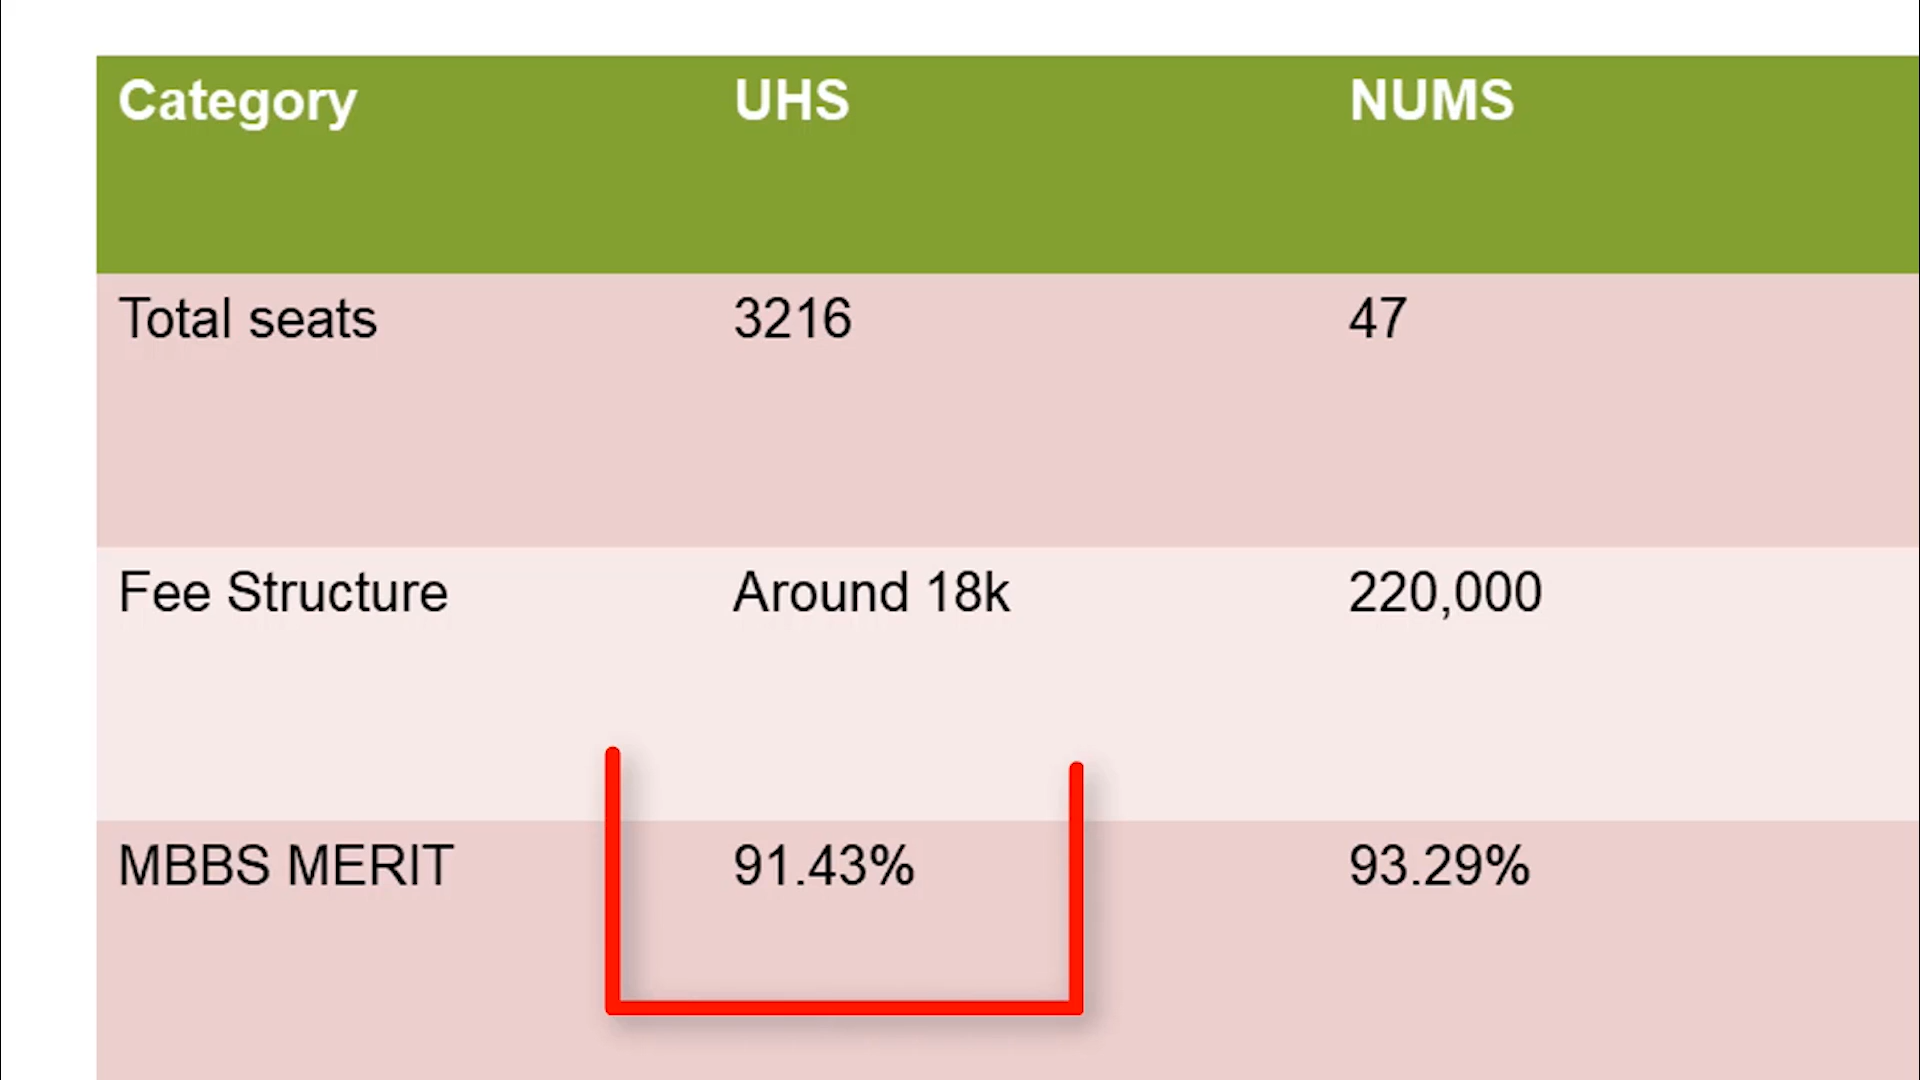 Category UHS NUMS
Total seats 3216 47
Fee Structure Around 18k 220,000
MBBS MERIT 91.43% 93.29%